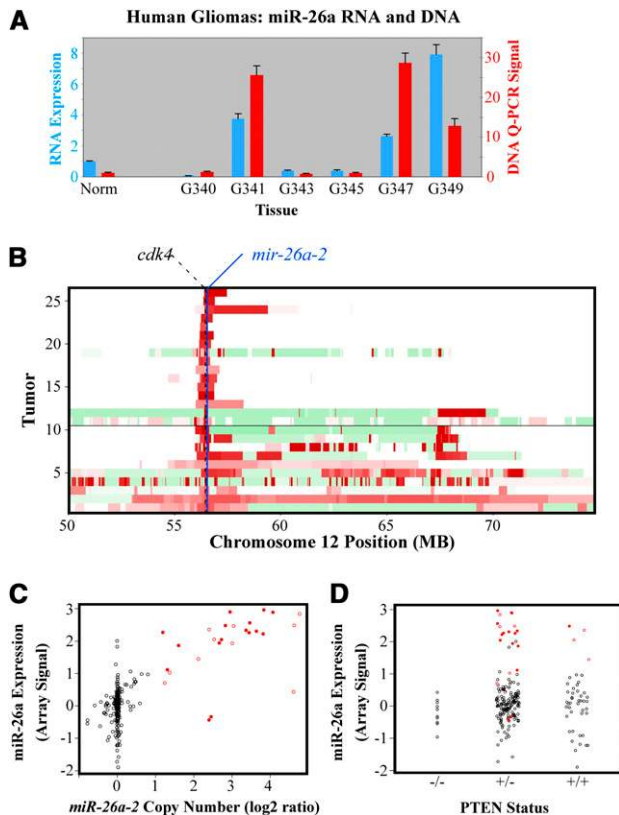 A
Human Gliomas: miR-26a RNA and DNA
RNA Expression
8
6
4
2
0
DNA Q-PCR Signal
30
20
10
0
Norm G340 G341 G343 G345 G347 G349
Tissue
B
cdk4 mir-26a-2
Tumor
25
20
15
10
5
50 55 60 65 70
Chromosome 12 Position (MB)
C
miR-26a Expression
(Array Signal)
3
2
1
0
-1
-2
0 1 2 3 4
miR-26a-2 Copy Number (log2 ratio)
D
miR-26a Expression
(Array Signal)
3
2
1
0
-1
-2
-/- +/- +/+
PTEN Status